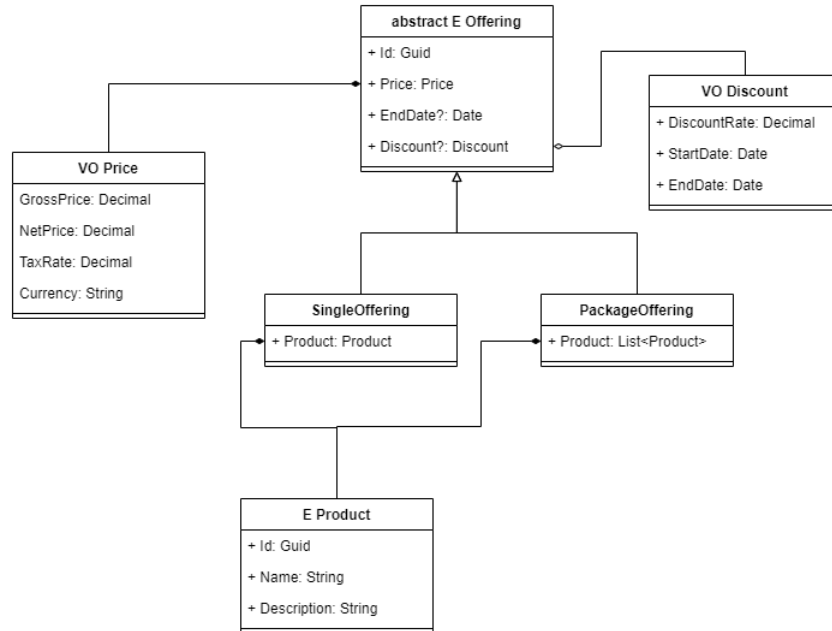 abstract E Offering
+ Id: Guid
+ Price: Price
+ EndDate?: Date
+ Discount?: Discount
VO Discount
+ DiscountRate: Decimal
+ StartDate: Date
+ EndDate: Date
VO Price
GrossPrice: Decimal
NetPrice: Decimal
TaxRate: Decimal
Currency: String
SingleOffering
+ Product: Product
PackageOffering
+ Product: List<Product>
E Product
+ Id: Guid
+ Name: String
+ Description: String